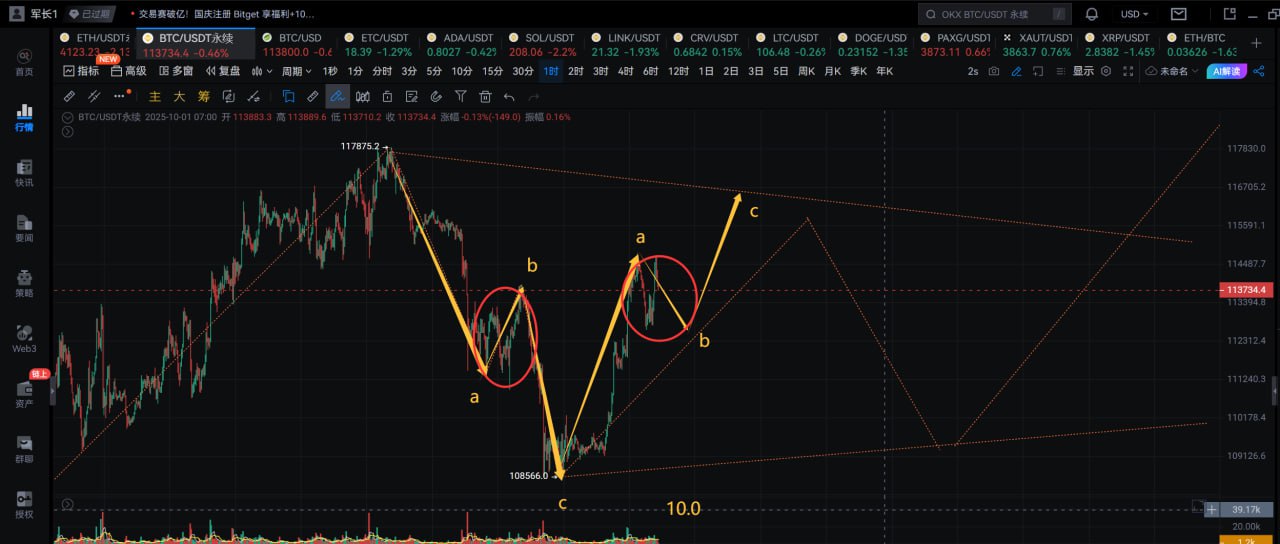 军长1 已过期 • 交易赛破亿！国庆注册 Bitget 享福利+10... OKX BTC/USDT 永续 / USD
ETH/USDT永 BTC/USDT永续 BTC/USD ETC/USDT ADA/USDT SOL/USDT LINK/USDT CRV/USDT LTC/USDT DOGE/USDT PAXG/USDT XAUT/USDT XRP/USDT ETH/BTC
4123.23 -2.13 113734.4 -0.46% 113800.0 -0.6 18.39 -1.29% 0.8027 -0.42% 208.06 -2.2% 21.32 -1.93% 0.6842 0.15% 106.48 -0.26% 0.23152 -1.35 3873.11 0.66% 3863.7 0.76% 2.8382 -1.45% 0.03626 -1.63
NEW
指标 高级 多窗 复盘 周期 1秒 1分 分时 3分 5分 10分 15分 30分 1时 2时 3时 4时 6时 12时 1日 2日 3日 5日 周K 月K 季K 年K 2s 显示 未命名 AI解读
主 大 筹
BTC/USDT永续 2025-10-01 07:00 开 113883.3 高 113889.6 低 113710.2 收 113734.4 涨幅 -0.13%(-149.0) 振幅 0.16%
首页
行情
快讯
要闻
策略
Web3
链上
资产
群聊
授权
117875.2
108566.0
a
b
c
a
b
c
10.0
117830.0
116705.2
115591.1
114487.7
113734.4
113394.8
112312.4
111240.3
110178.4
109126.6
39.17k
20.00k
1.2k